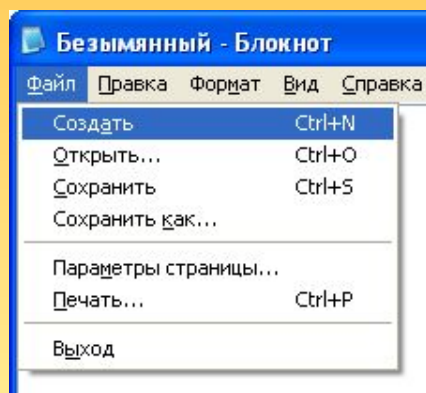 Безымянный - Блокнот
Файл Правка Формат Вид Справка
Создать Ctrl+N
Открыть... Ctrl+O
Сохранить Ctrl+S
Сохранить как...
Параметры страницы...
Печать... Ctrl+P
Выход